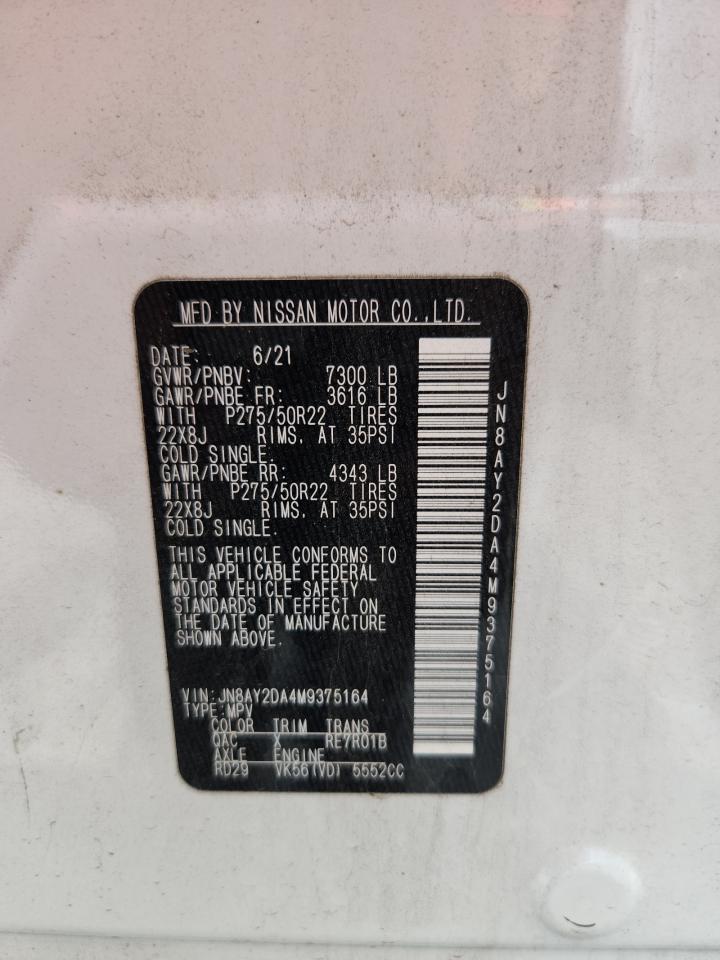 MFD BY NISSAN MOTOR CO.,LTD.
DATE: 6/21
GVWR/PNBV: 7300 LB
GAWR/PNBE FR: 3616 LB
WITH P275/50R22 TIRES
22X8J RIMS, AT 35PSI
COLD SINGLE.
GAWR/PNBE RR: 4343 LB
WITH P275/50R22 TIRES
22X8J RIMS, AT 35PSI
COLD SINGLE.
THIS VEHICLE CONFORMS TO
ALL APPLICABLE FEDERAL
MOTOR VEHICLE SAFETY
STANDARDS IN EFFECT ON
THE DATE OF MANUFACTURE
SHOWN ABOVE.
VIN:JN8AY2DA4M9375164
TYPE:MPV
COLOR TRIM TRANS
QAC X RE7R01B
AXLE ENGINE
RD29 VK56(VD) 5552CC
JN8AY2DA4M9375164